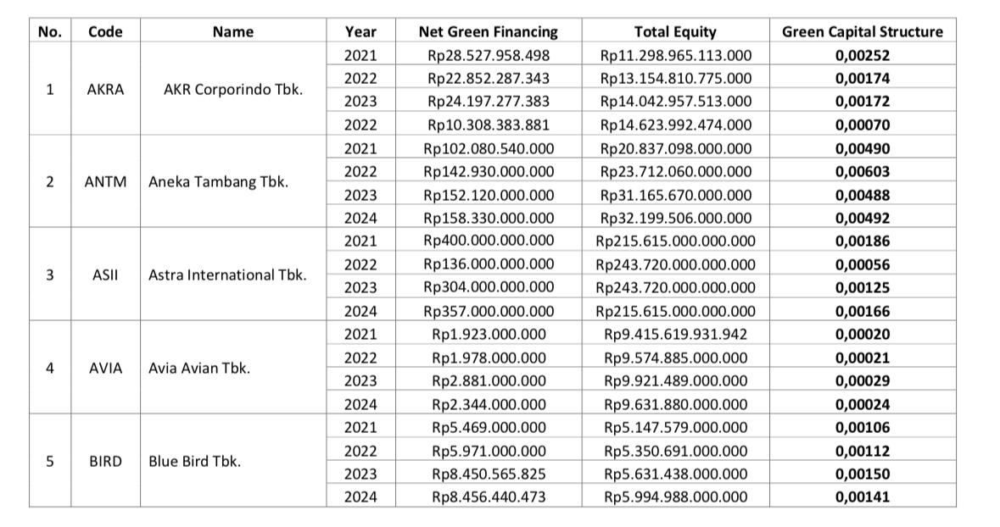 No. Code Name Year Net Green Financing Total Equity Green Capital Structure
2021 Rp28.527.958.498 Rp11.298.965.113.000 0,00252
2022 Rp22.852.287.343 Rp13.154.810.775.000 0,00174
1 AKRA AKR Corporindo Tbk.
2023 Rp24.197.277.383 Rp14.042.957.513.000 0,00172
2022 Rp10.308.383.881 Rp14.623.992.474.000 0,00070
2021 Rp102.080.540.000 Rp20.837.098.000.000 0,00490
2022 Rp142.930.000.000 Rp23.712.060.000.000 0,00603
2 ANTM Aneka Tambang Tbk.
2023 Rp152.120.000.000 Rp31.165.670.000.000 0,00488
2024 Rp158.330.000.000 Rp32.199.506.000.000 0,00492
2021 Rp400.000.000.000 Rp215.615.000.000.000 0,00186
2022 Rp136.000.000.000 Rp243.720.000.000.000 0,00056
3 ASII Astra International Tbk.
2023 Rp304.000.000.000 Rp243.720.000.000.000 0,00125
2024 Rp357.000.000.000 Rp215.615.000.000.000 0,00166
2021 Rp1.923.000.000 Rp9.415.619.931.942 0,00020
2022 Rp1.978.000.000 Rp9.574.885.000.000 0,00021
4 AVIA Avia Avian Tbk.
2023 Rp2.881.000.000 Rp9.921.489.000.000 0,00029
2024 Rp2.344.000.000 Rp9.631.880.000.000 0,00024
2021 Rp5.469.000.000 Rp5.147.579.000.000 0,00106
2022 Rp5.971.000.000 Rp5.350.691.000.000 0,00112
5 BIRD Blue Bird Tbk.
2023 Rp8.450.565.825 Rp5.631.438.000.000 0,00150
2024 Rp8.456.440.473 Rp5.994.988.000.000 0,00141